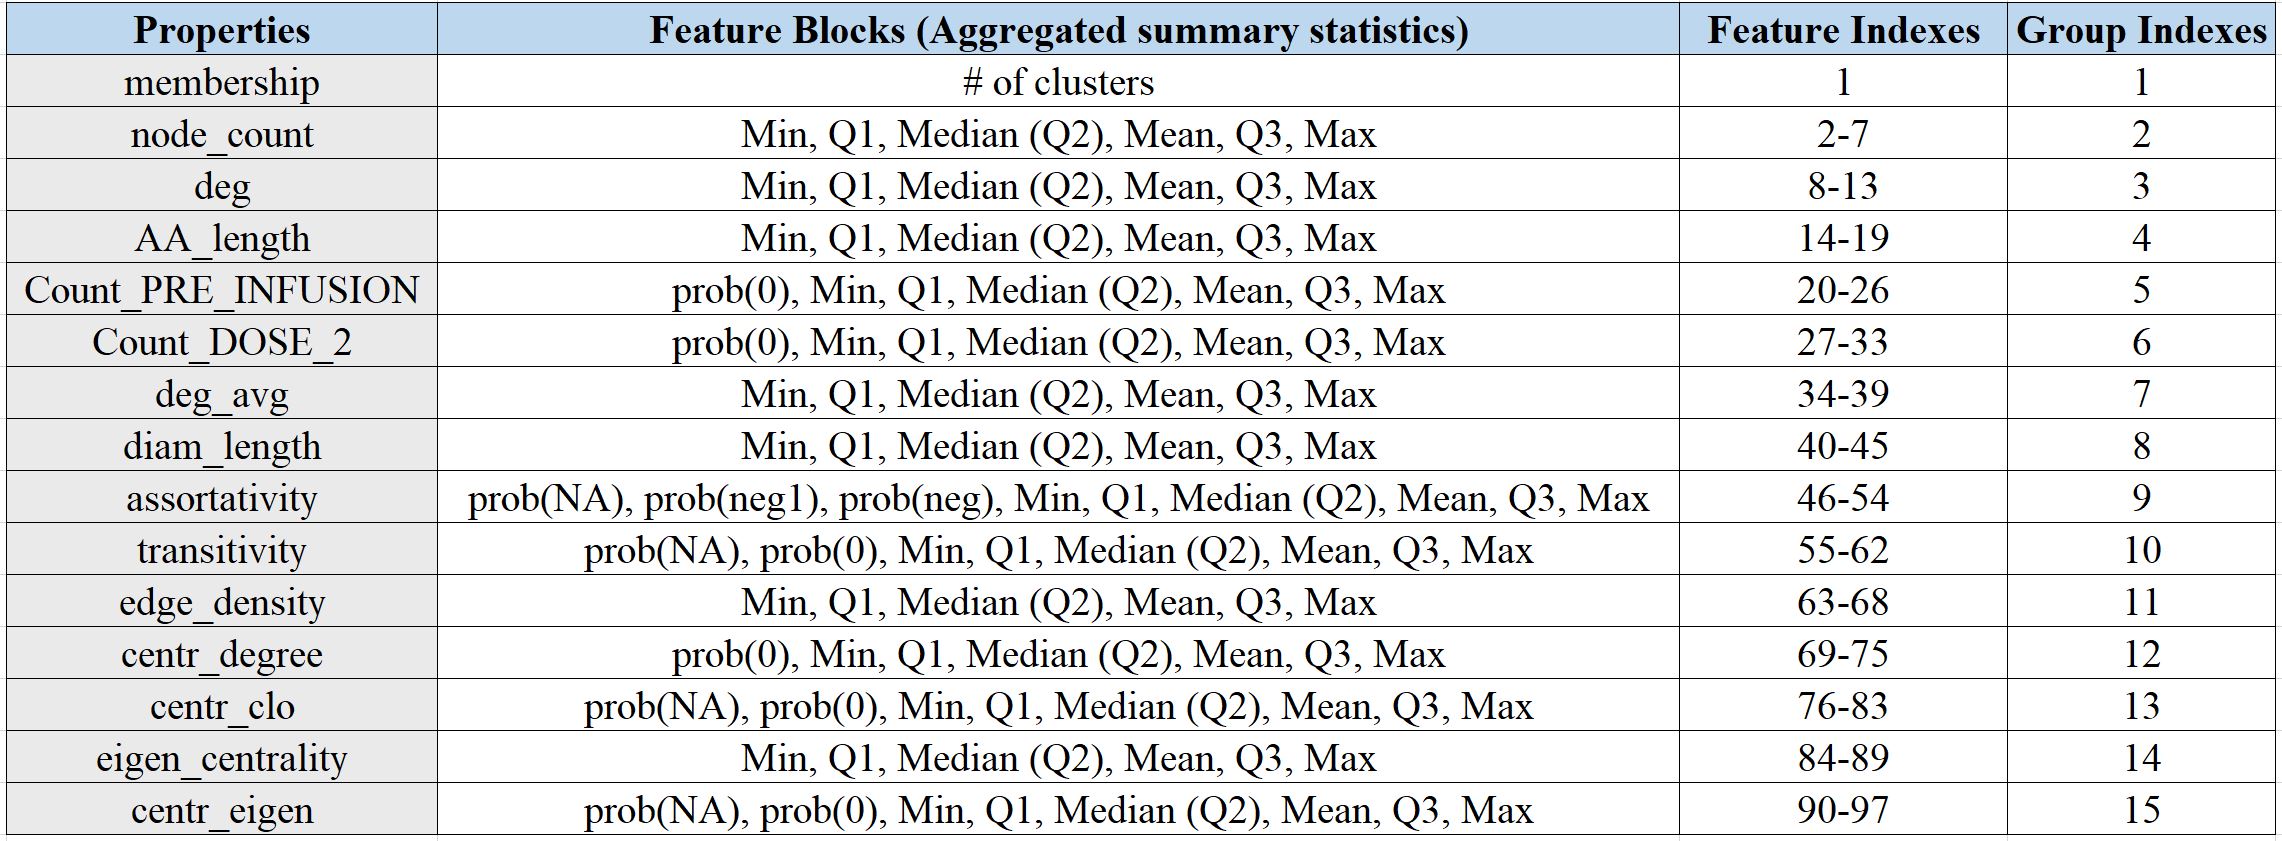 Properties Feature Blocks (Aggregated summary statistics) Feature Indexes Group Indexes
membership # of clusters 1 1
node_count Min, Q1, Median (Q2), Mean, Q3, Max 2-7 2
deg Min, Q1, Median (Q2), Mean, Q3, Max 8-13 3
AA_length Min, Q1, Median (Q2), Mean, Q3, Max 14-19 4
Count_PRE_INFUSION prob(0), Min, Q1, Median (Q2), Mean, Q3, Max 20-26 5
Count_DOSE_2 prob(0), Min, Q1, Median (Q2), Mean, Q3, Max 27-33 6
deg_avg Min, Q1, Median (Q2), Mean, Q3, Max 34-39 7
diam_length Min, Q1, Median (Q2), Mean, Q3, Max 40-45 8
assortativity prob(NA), prob(neg1), prob(neg), Min, Q1, Median (Q2), Mean, Q3, Max 46-54 9
transitivity prob(NA), prob(0), Min, Q1, Median (Q2), Mean, Q3, Max 55-62 10
edge_density Min, Q1, Median (Q2), Mean, Q3, Max 63-68 11
centr_degree prob(0), Min, Q1, Median (Q2), Mean, Q3, Max 69-75 12
centr_clo prob(NA), prob(0), Min, Q1, Median (Q2), Mean, Q3, Max 76-83 13
eigen_centrality Min, Q1, Median (Q2), Mean, Q3, Max 84-89 14
centr_eigen prob(NA), prob(0), Min, Q1, Median (Q2), Mean, Q3, Max 90-97 15